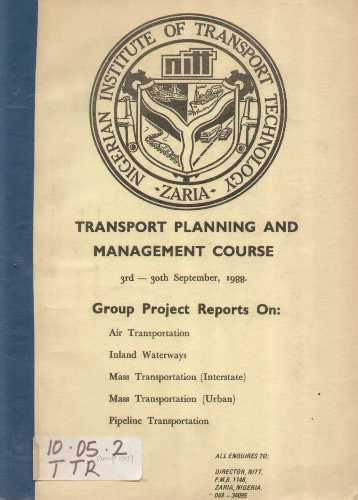 NIGERIAN INSTITUTE OF TRANSPORT TECHNOLOGY
nitt
· ZARIA ·
TRANSPORT PLANNING AND
MANAGEMENT COURSE
3rd — 30th September, 1988.
Group Project Reports On:
Air Transportation
Inland Waterways
Mass Transportation (Interstate)
Mass Transportation (Urban)
Pipeline Transportation
10·05·2
TTR
ALL ENQUIRES TO:
DIRECTOR, NITT.
P.M.B. 1148,
ZARIA, NIGERIA.